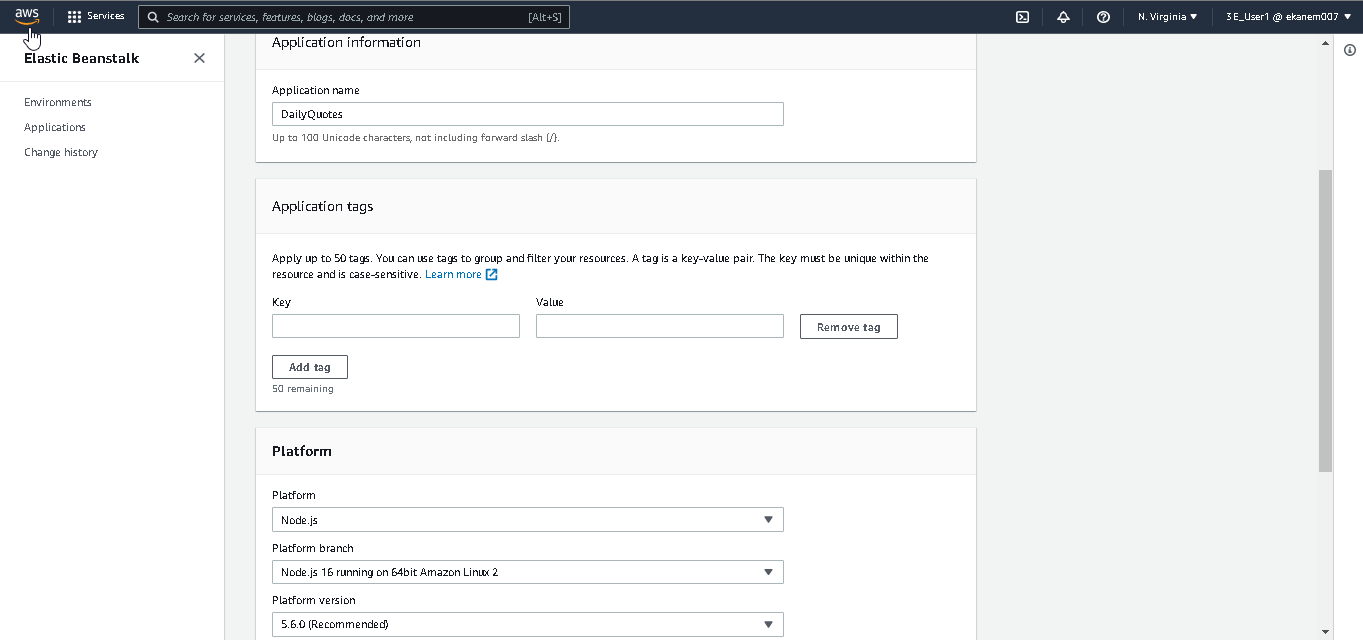 aws
Services
Search for services, features, blogs, docs, and more
[Alt+S]
N. Virginia
3E_User1 @ ekanem007
Elastic Beanstalk
Environments
Applications
Change history
Application information
Application name
DailyQuotes
Up to 100 Unicode characters, not including forward slash (/).
Application tags
Apply up to 50 tags. You can use tags to group and filter your resources. A tag is a key-value pair. The key must be unique within the
resource and is case-sensitive. Learn more
Key
Value
Remove tag
Add tag
50 remaining
Platform
Platform
Node.js
Platform branch
Node.js 16 running on 64bit Amazon Linux 2
Platform version
5.6.0 (Recommended)